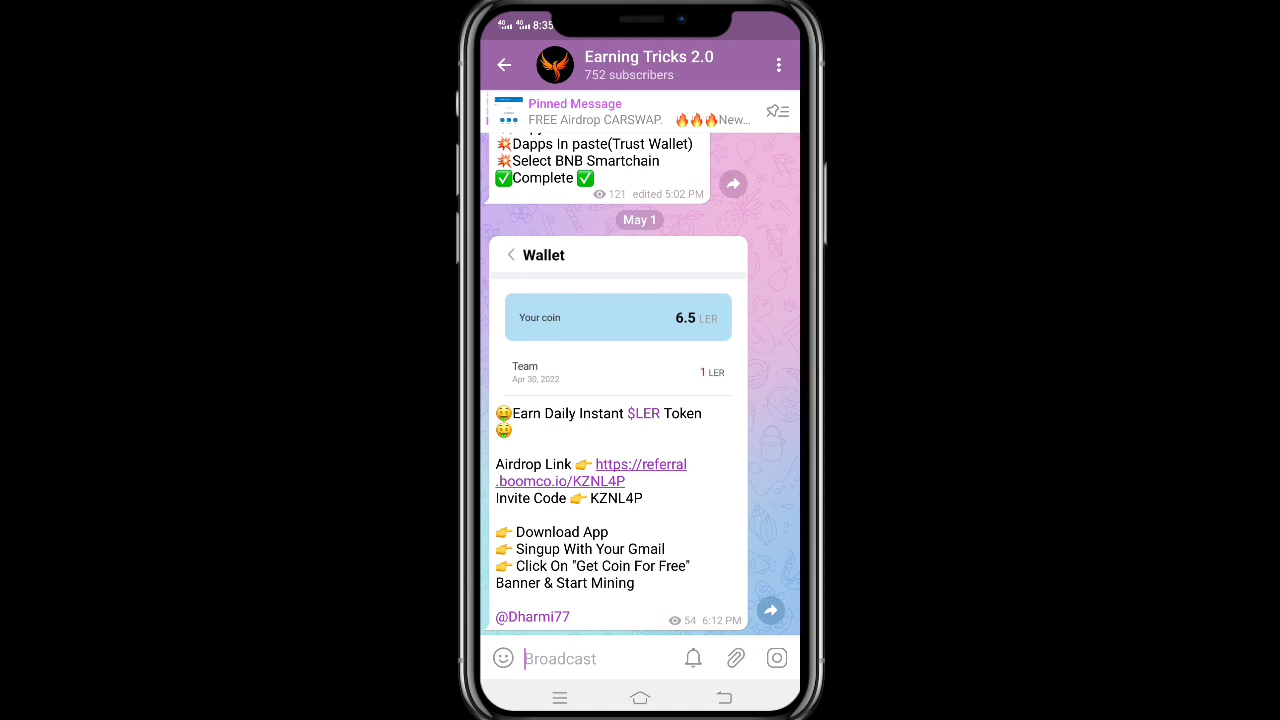 4G 4G 8:35
Earning Tricks 2.0
752 subscribers
Pinned Message
FREE Airdrop CARSWAP. 🔥🔥🔥New...
💥Dapps In paste(Trust Wallet)
💥Select BNB Smartchain
✅Complete ✅
121 edited 5:02 PM
May 1
Wallet
Your coin 6.5 LER
Team 1 LER
Apr 30, 2022
🤑Earn Daily Instant $LER Token
🤑
Airdrop Link 👉 https://referral
.boomco.io/KZNL4P
Invite Code 👉 KZNL4P
👉 Download App
👉 Singup With Your Gmail
👉 Click On "Get Coin For Free"
Banner & Start Mining
@Dharmi77
54 6:12 PM
Broadcast